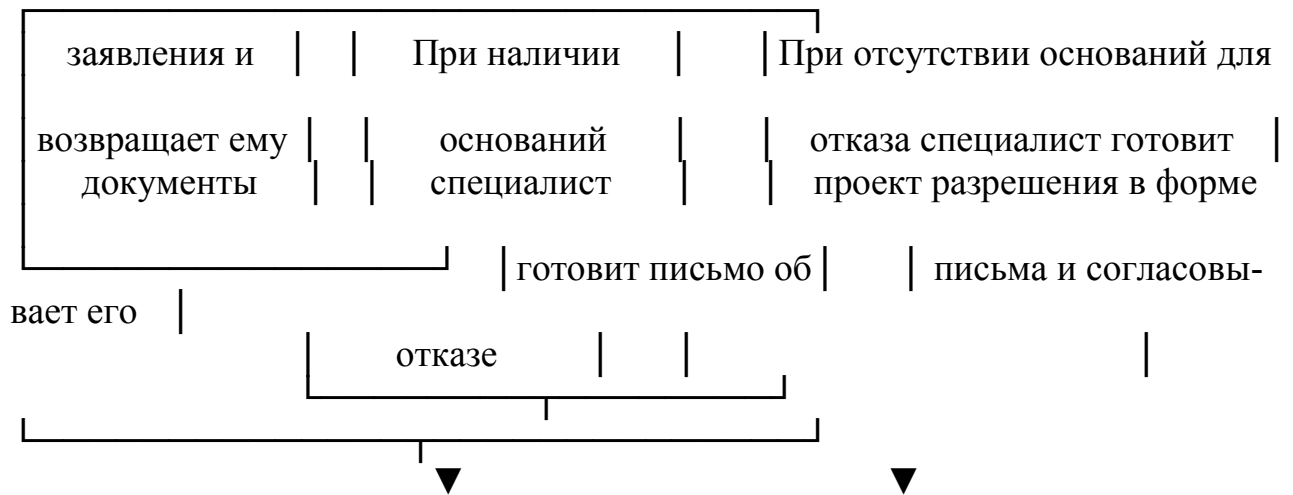 заявления и │ │ При наличии │ │При отсутствии оснований для
возвращает ему │ │ оснований │ │ отказа специалист готовит │
документы │ │ специалист │ │ проект разрешения в форме
│готовит письмо об│ │ письма и согласовы-
вает его │
│ отказе │ │ │
▼ ▼